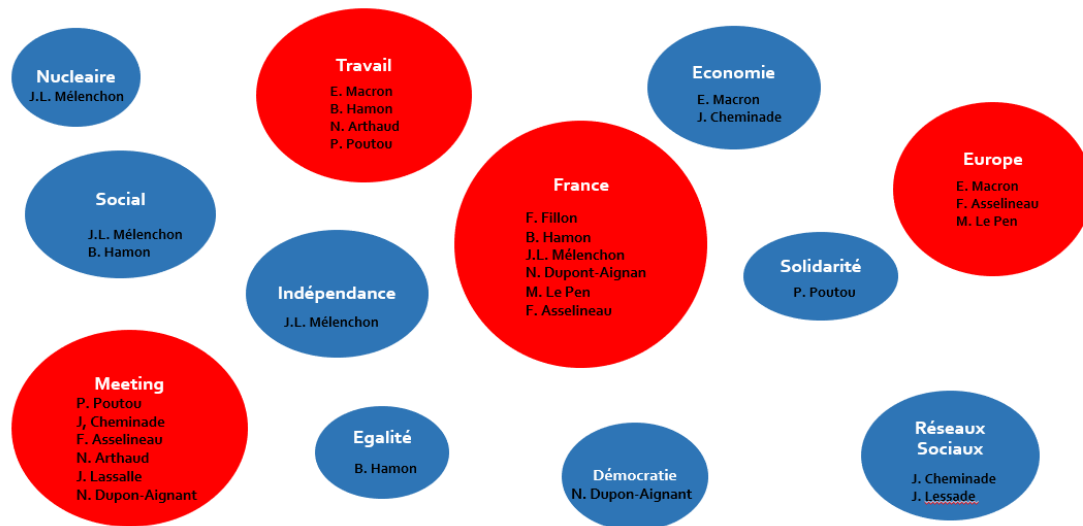 Nucleaire
J.L. Mélenchon
Travail
E. Macron
B. Hamon
N. Arthaud
P. Poutou
Economie
E. Macron
J. Cheminade
Europe
E. Macron
F. Asselineau
M. Le Pen
Social
J.L. Mélenchon
B. Hamon
France
F. Fillon
B. Hamon
J.L. Mélenchon
N. Dupont-Aignan
M. Le Pen
F. Asselineau
Indépendance
J.L. Mélenchon
Solidarité
P. Poutou
Meeting
P. Poutou
J, Cheminade
F. Asselineau
N. Arthaud
J. Lassalle
N. Dupon-Aignant
Egalité
B. Hamon
Démocratie
N. Dupon-Aignant
Réseaux
Sociaux
J. Cheminade
J. Lessade